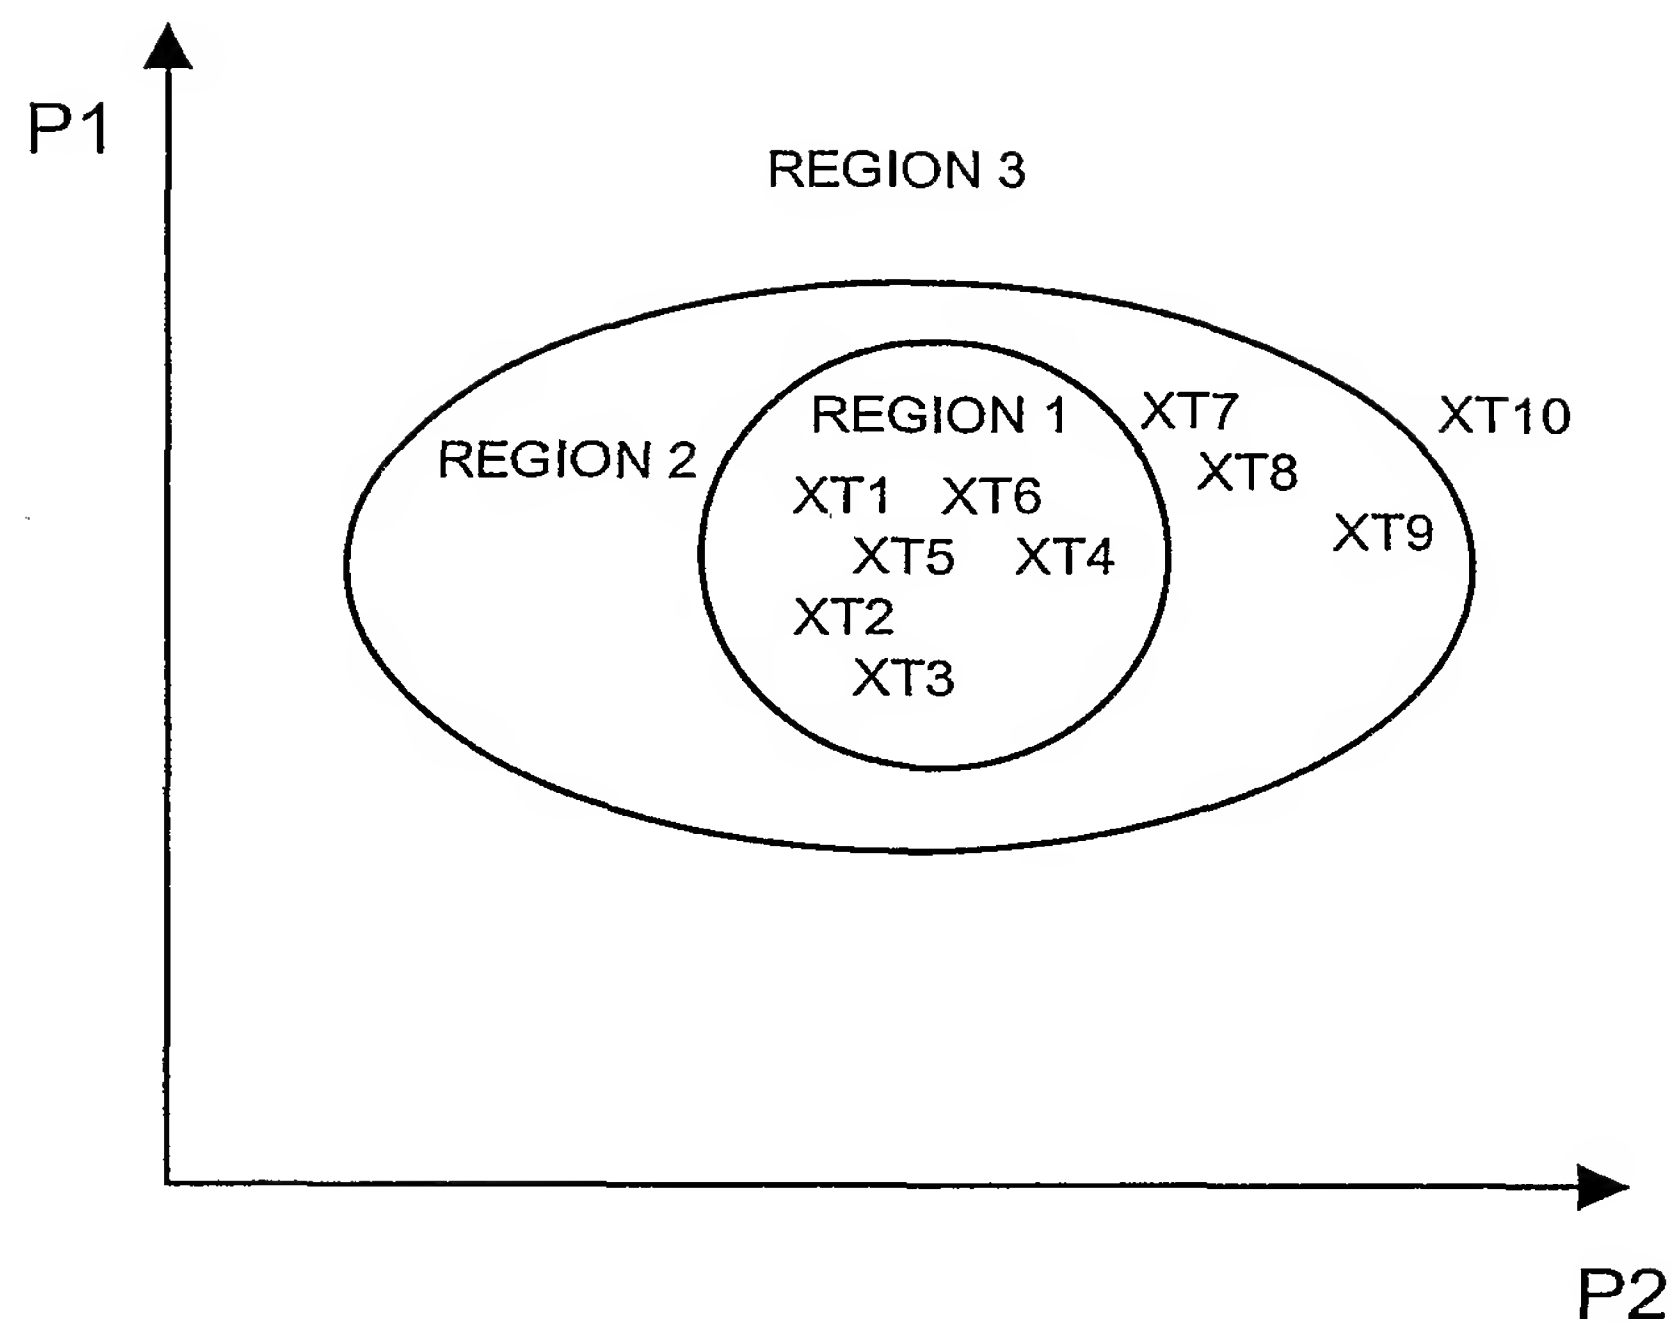 P1
REGION 3
REGION 1
XT7
XT10
REGION 2
XT8
XT1 XT6
XT9
XT5 XT4
XT2
XT3
P2